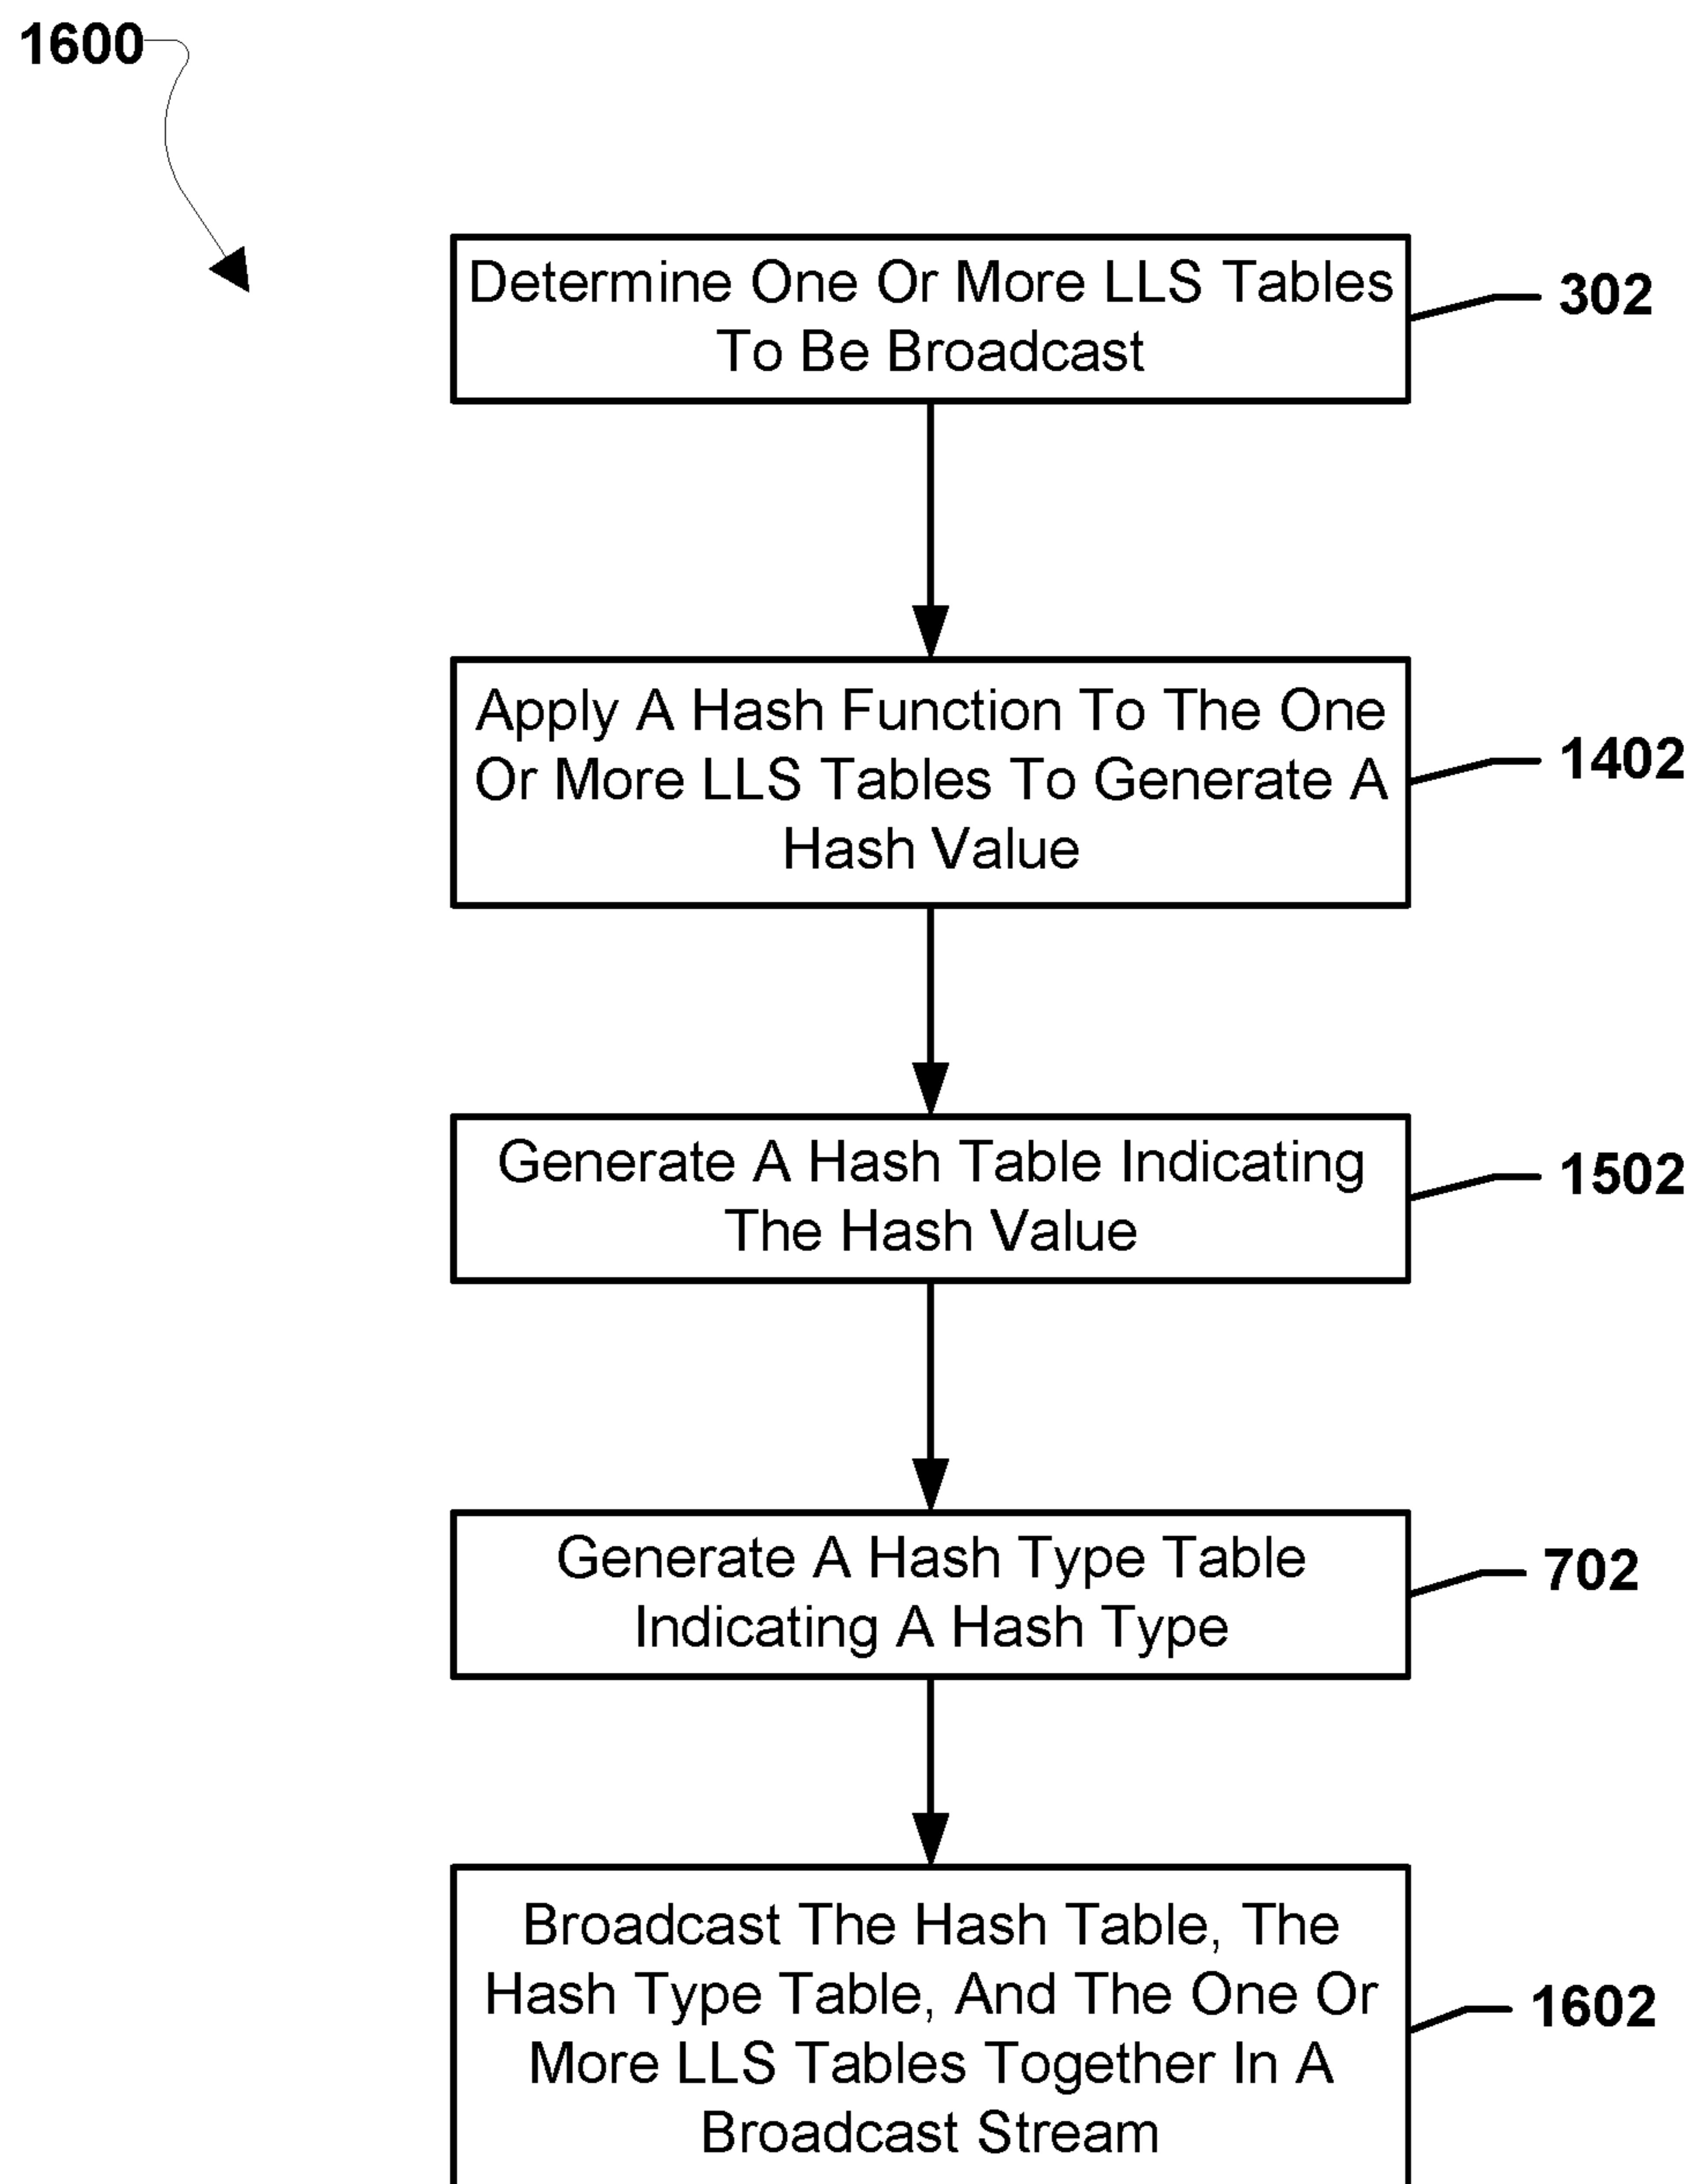 1600
Determine One Or More LLS Tables
To Be Broadcast
302
Apply A Hash Function To The One
Or More LLS Tables To Generate A
Hash Value
1402
Generate A Hash Table Indicating
The Hash Value
1502
Generate A Hash Type Table
Indicating A Hash Type
702
Broadcast The Hash Table, The
Hash Type Table, And The One Or
More LLS Tables Together In A
Broadcast Stream
1602